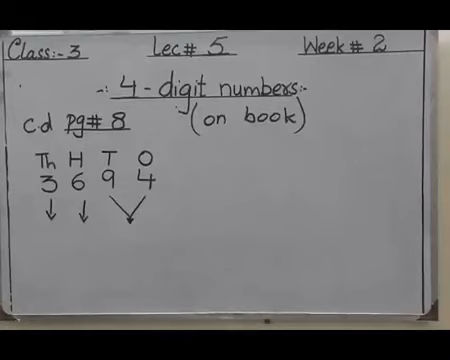 Class:- 3 Lec# 5 Week# 2
-: 4-digit numbers:-
c.d pg# 8 (on book)
Th H T O
3 6 9 4